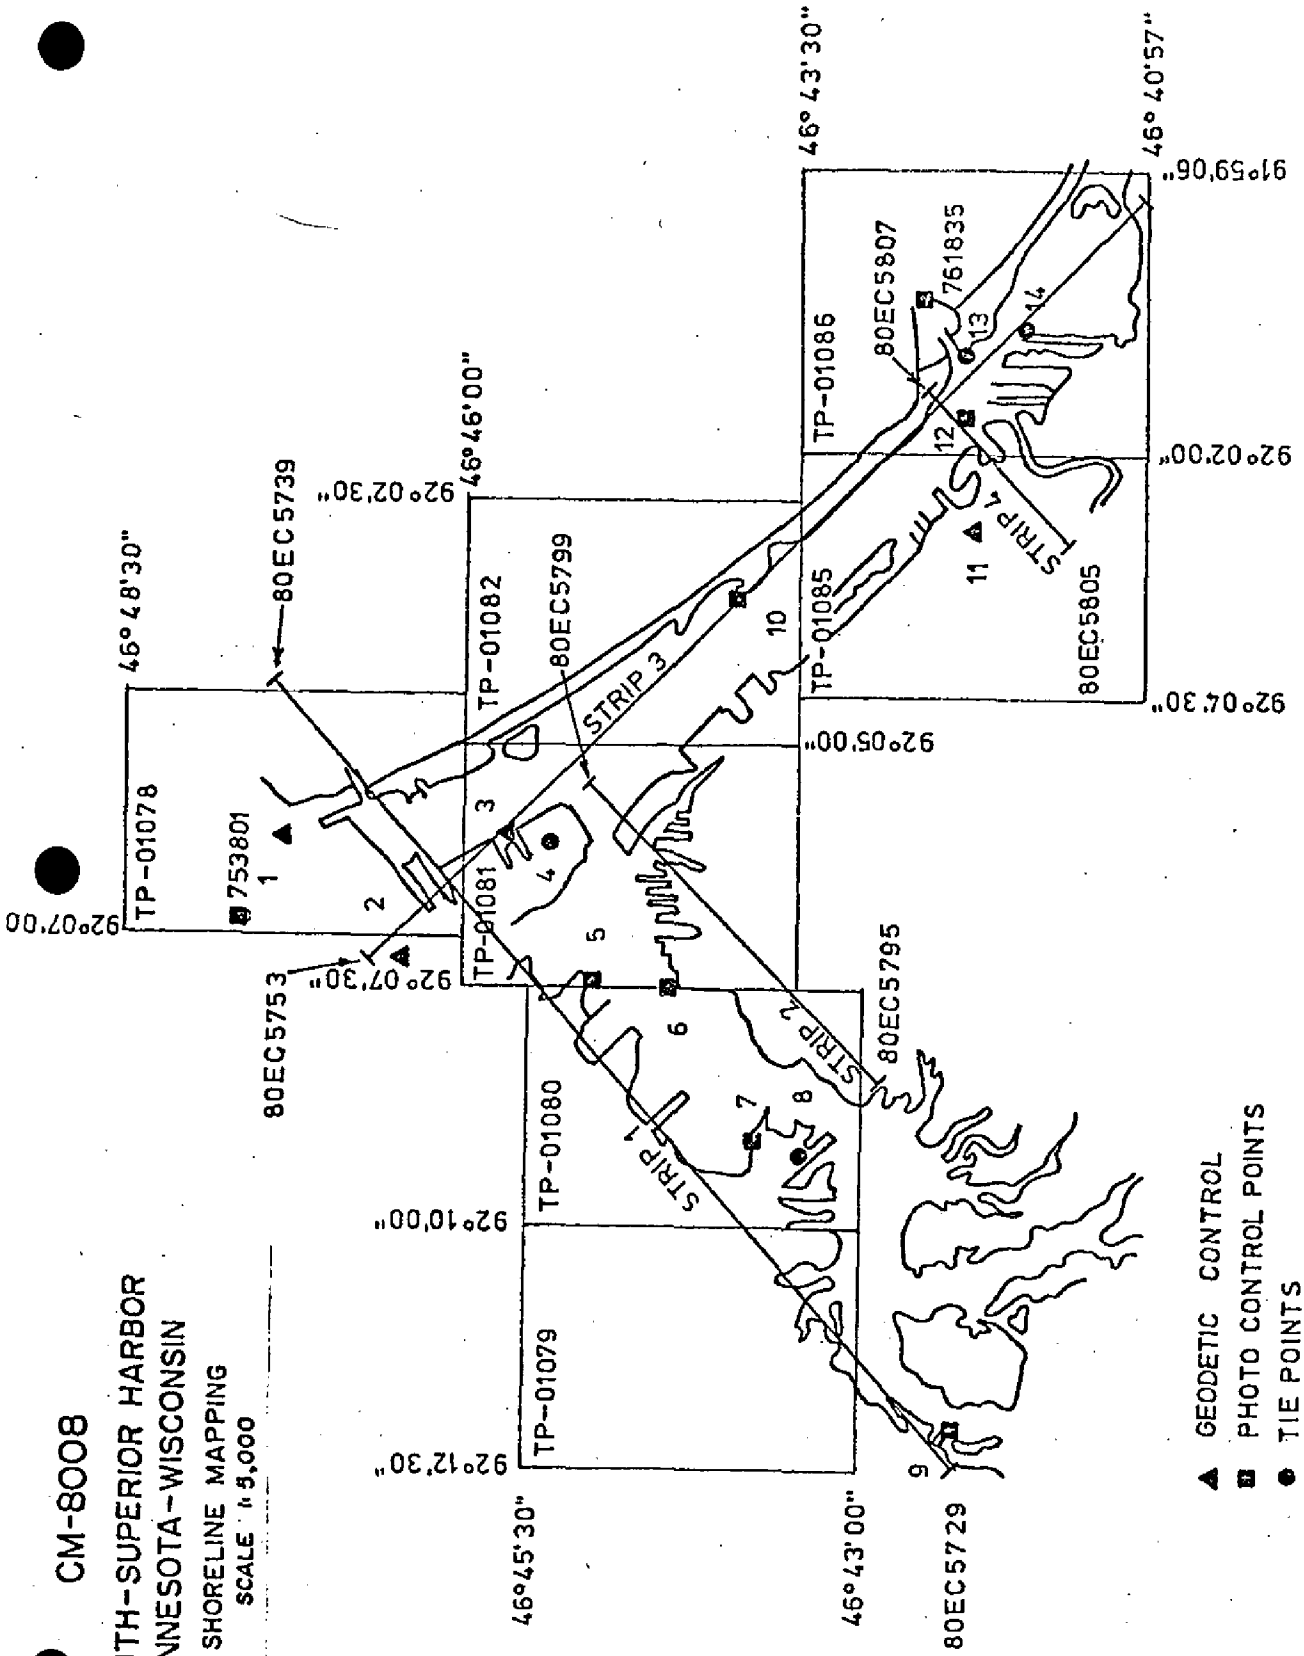 CM-8008
TH-SUPERIOR HARBOR
NNESOTA-WISCONSIN
SHORELINE MAPPING
SCALE 1:5,000
92°07'00
TP-01078
46°48'30"
753801
1
2
80EC5739
80EC5753
92°07'30"
TP-01081
3
4
5
6
92°02'30"
46°46'00"
TP-01082
80EC5799
STRIP 3
10
92°05'00"
46°43'30"
TP-01086
80EC5807
761835
13
14
12
92°02'00"
TP-01085
11
STRIP 4
80EC5805
92°04'30"
46°40'57"
91°59'06"
TP-01080
STRIP 1
7
8
STRIP 2
80EC5795
92°10'00"
TP-01079
92°12'30"
46°45'30"
46°43'00"
9
80EC5729
GEODETIC CONTROL
PHOTO CONTROL POINTS
TIE POINTS